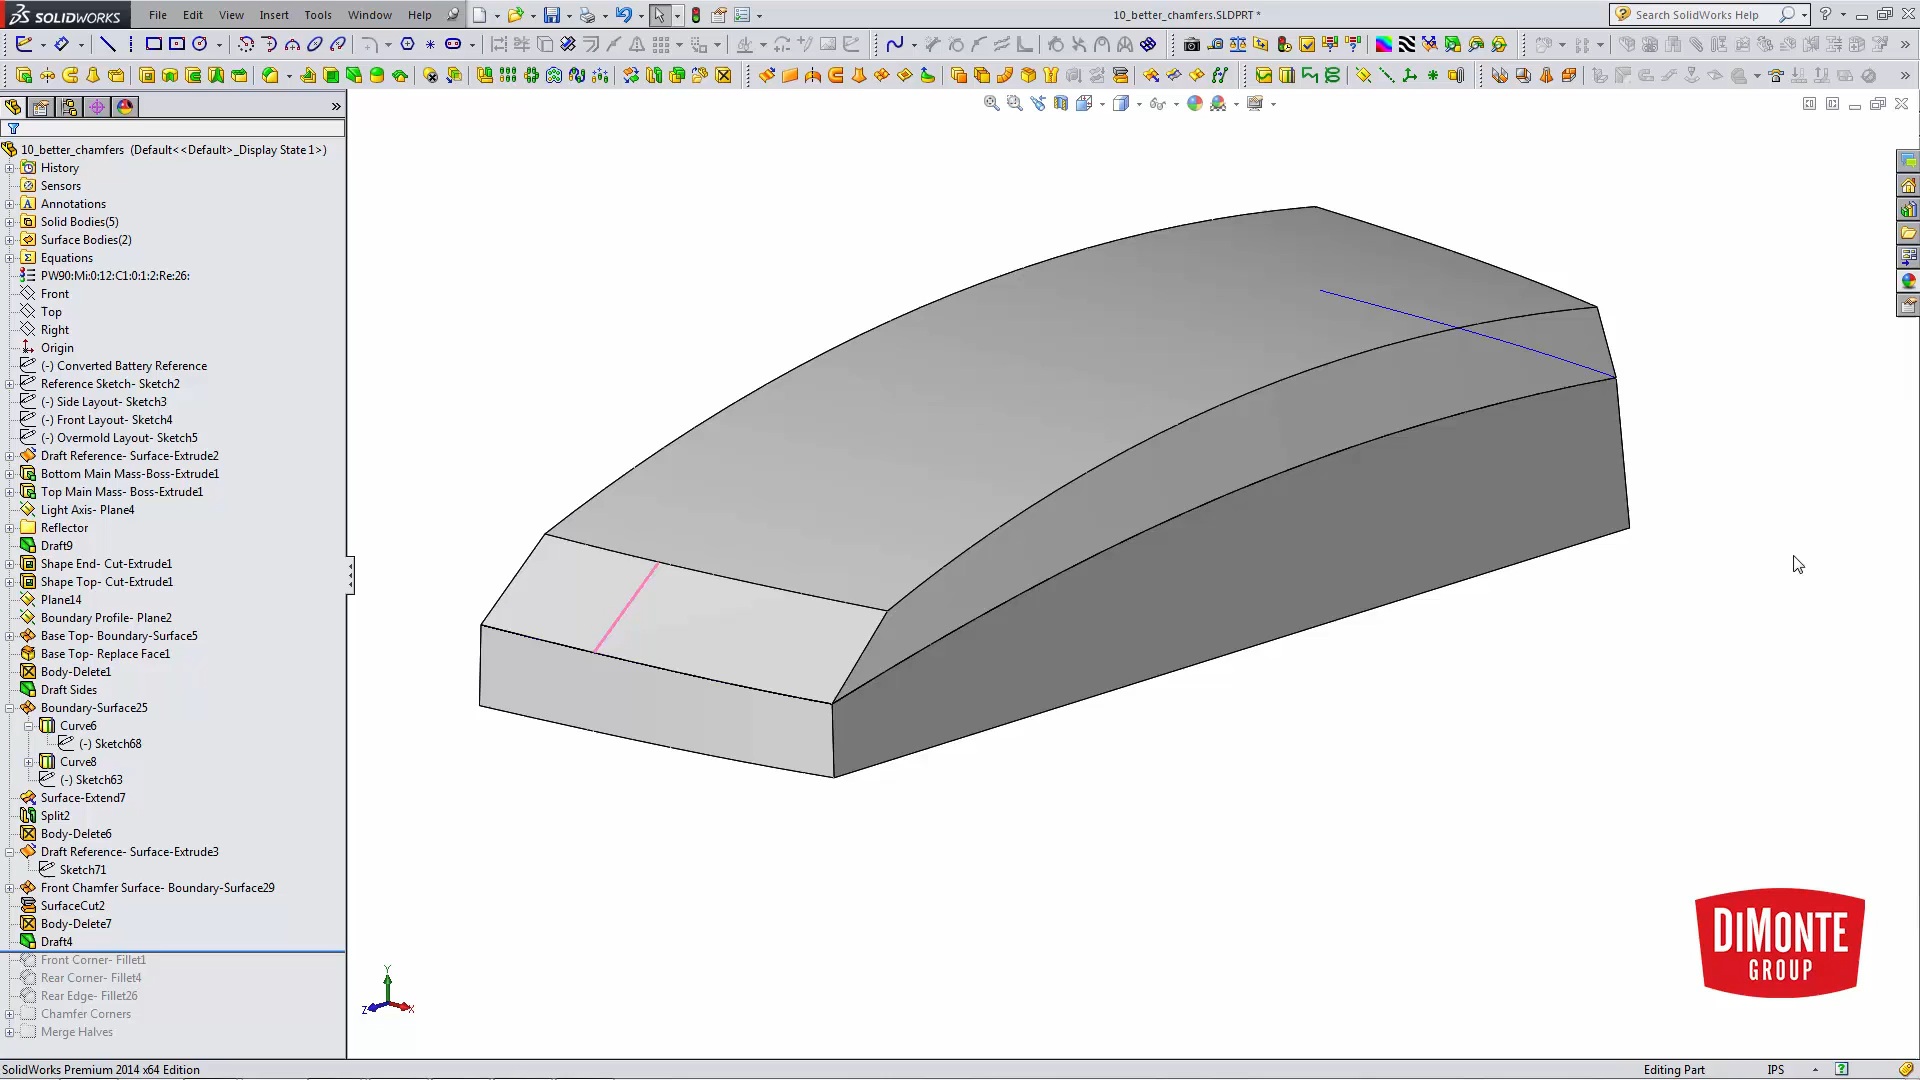 SOLIDWORKS
File Edit View Insert Tools Window Help
10_better_chamfers.SLDPRT *
Search SolidWorks Help
10_better_chamfers (Default<<Default>_Display State 1>)
History
Sensors
Annotations
Solid Bodies(5)
Surface Bodies(2)
Equations
PW90:Mi:0:12:C1:0:1:2:Re:26:
Front
Top
Right
Origin
(-) Converted Battery Reference
Reference Sketch- Sketch2
(-) Side Layout- Sketch3
(-) Front Layout- Sketch4
(-) Overmold Layout- Sketch5
Draft Reference- Surface-Extrude2
Bottom Main Mass-Boss-Extrude1
Top Main Mass- Boss-Extrude1
Light Axis- Plane4
Reflector
Draft9
Shape End- Cut-Extrude1
Shape Top- Cut-Extrude1
Plane14
Boundary Profile- Plane2
Base Top- Boundary-Surface5
Base Top- Replace Face1
Body-Delete1
Draft Sides
Boundary-Surface25
Curve6
(-) Sketch68
Curve8
(-) Sketch63
Surface-Extend7
Split2
Body-Delete6
Draft Reference- Surface-Extrude3
Sketch71
Front Chamfer Surface- Boundary-Surface29
SurfaceCut2
Body-Delete7
Draft4
Front Corner- Fillet1
Rear Corner- Fillet4
Rear Edge- Fillet26
Chamfer Corners
Merge Halves
Y
Z
X
DIMONTE
GROUP
SolidWorks Premium 2014 x64 Edition
Editing Part
IPS